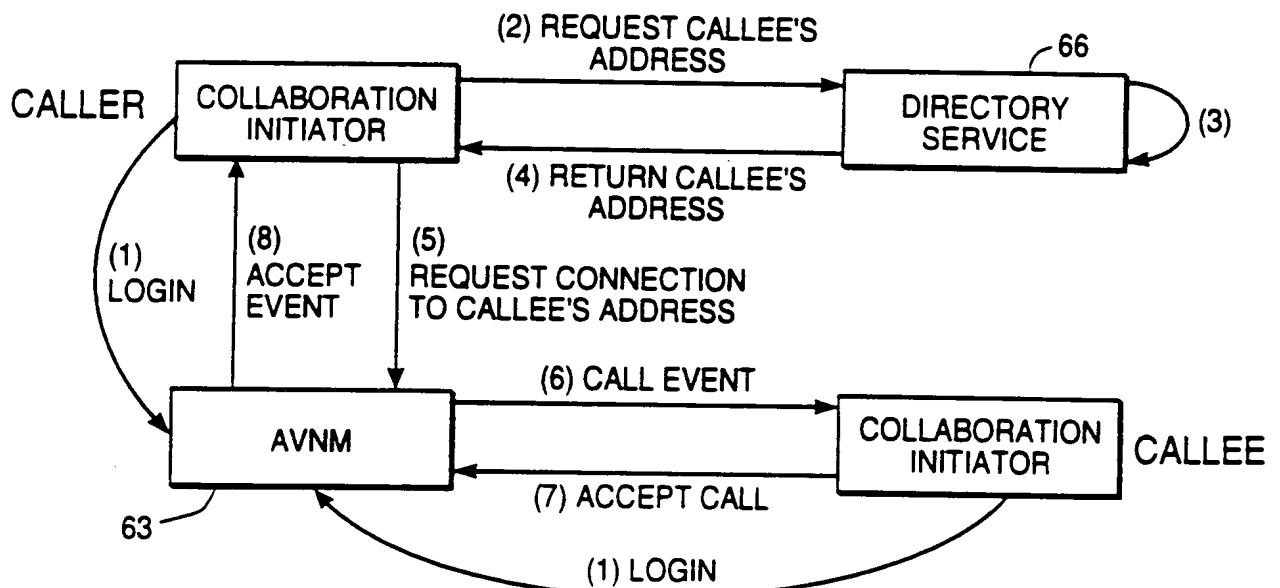 (2) REQUEST CALLEE'S
ADDRESS
66
CALLER
COLLABORATION
INITIATOR
DIRECTORY
SERVICE
(3)
(4) RETURN CALLEE'S
ADDRESS
(1)
LOGIN
(8)
ACCEPT
EVENT
(5)
REQUEST CONNECTION
TO CALLEE'S ADDRESS
(6) CALL EVENT
AVNM
COLLABORATION
INITIATOR
CALLEE
(7) ACCEPT CALL
63
(1) LOGIN